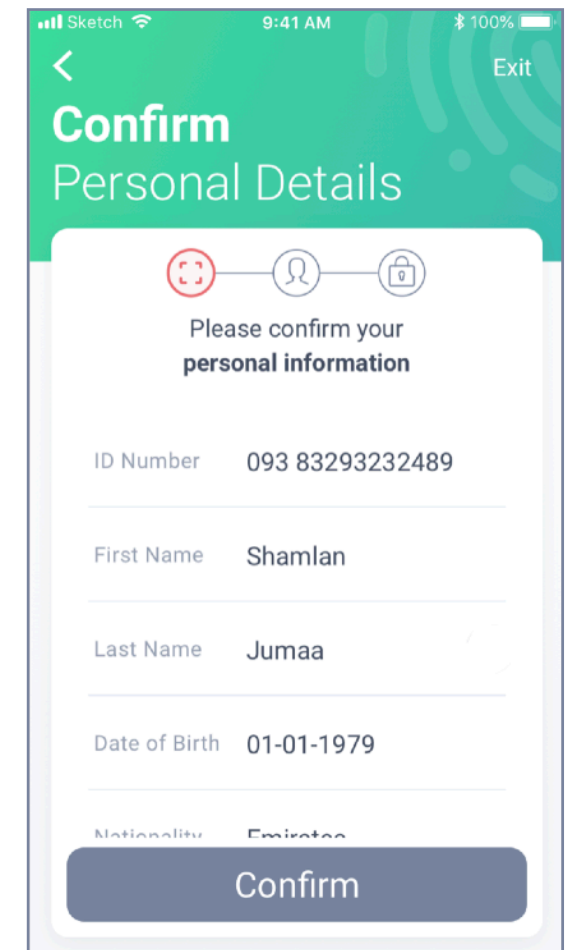 Sketch 9:41 AM 100%
Exit
Confirm
Personal Details
Please confirm your
personal information
ID Number 093 83293232489
First Name Shamlan
Last Name Jumaa
Date of Birth 01-01-1979
Nationality
Confirm